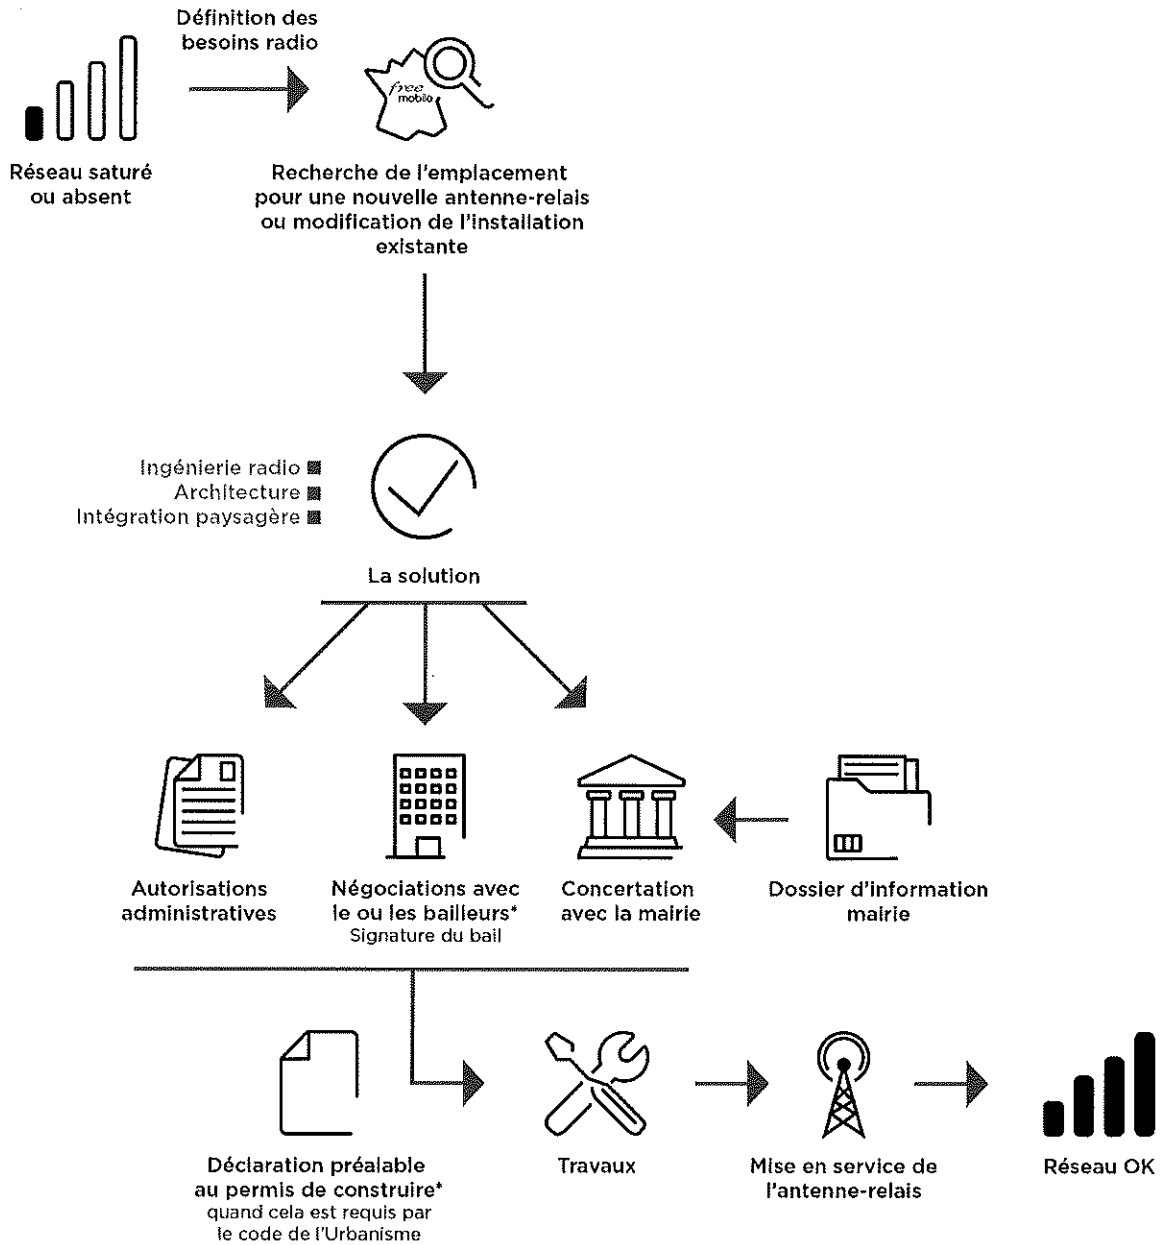 Définition des
besoins radio
free
mobile
Réseau saturé
ou absent
Recherche de l'emplacement
pour une nouvelle antenne-relais
ou modification de l'installation
existante
Ingénierie radio
Architecture
Intégration paysagère
La solution
Autorisations
administratives
Négociations avec
le ou les bailleurs*
Signature du bail
Concertation
avec la mairie
Dossier d'information
mairie
Déclaration préalable
au permis de construire*
quand cela est requis par
le code de l'Urbanisme
Travaux
Mise en service de
l'antenne-relais
Réseau OK